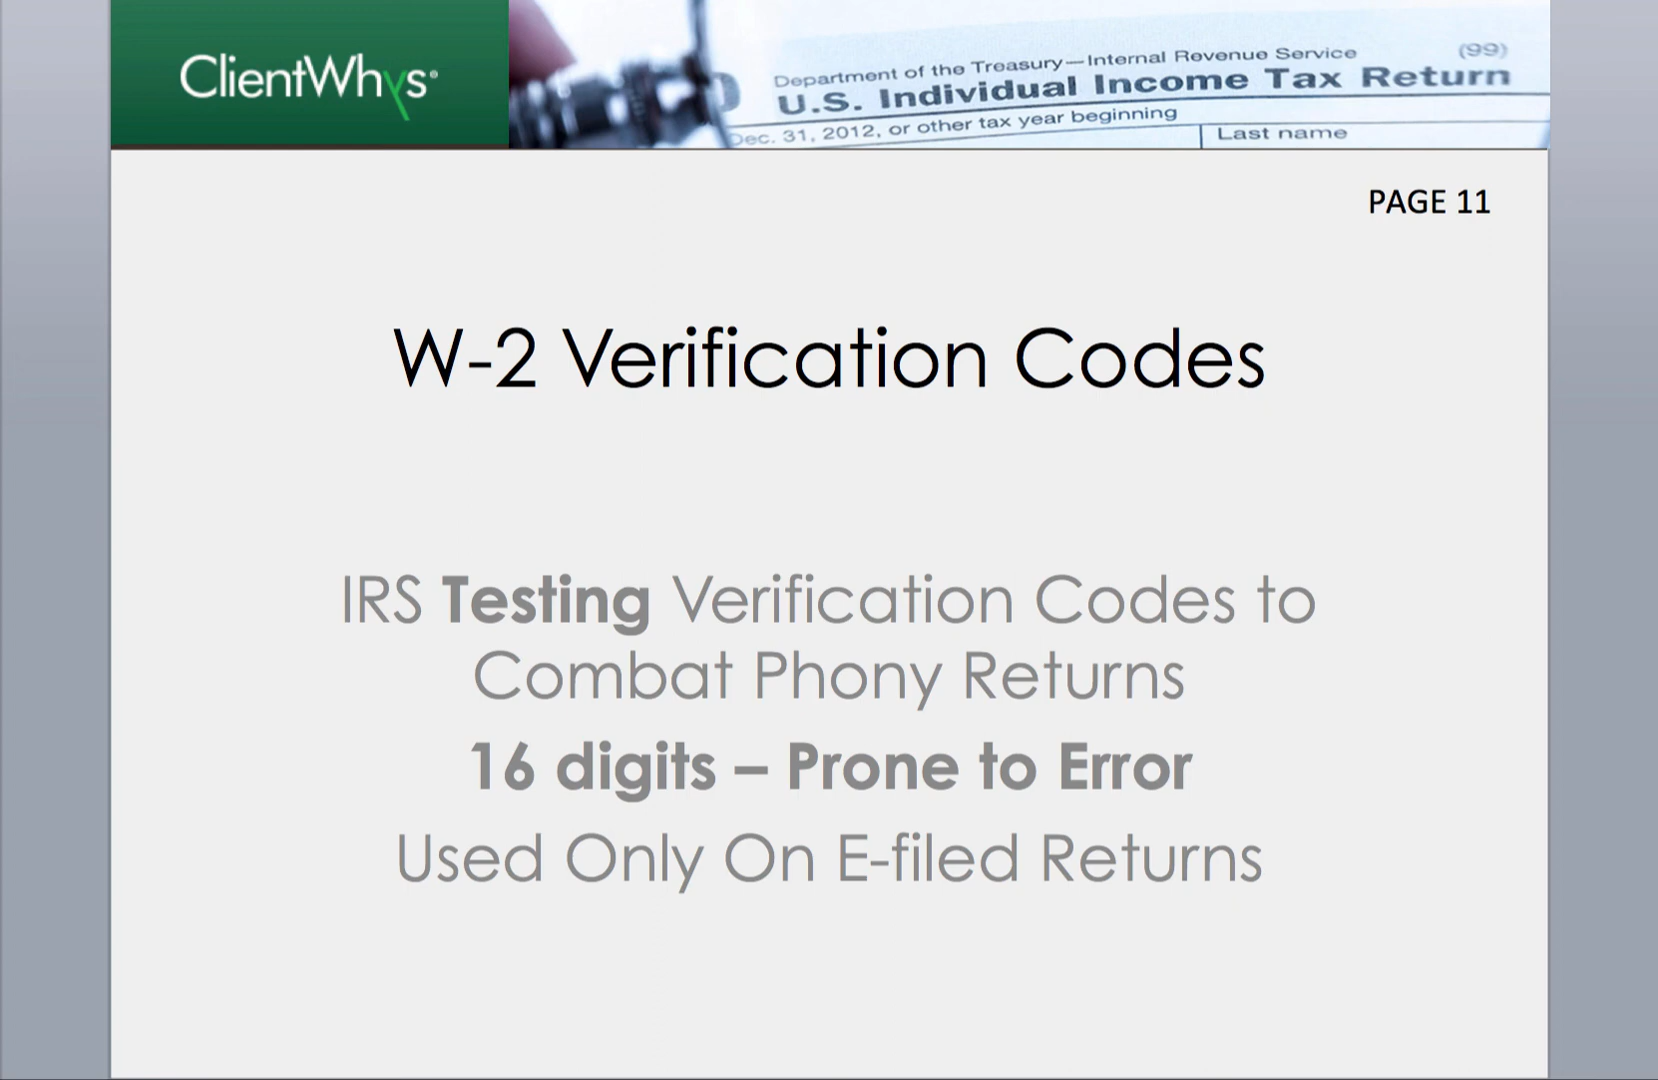 ClientWhys®
Department of the Treasury—Internal Revenue Service
(99)
U.S. Individual Income Tax Return
Dec. 31, 2012, or other tax year beginning
Last name
PAGE 11
W-2 Verification Codes
IRS Testing Verification Codes to
Combat Phony Returns
16 digits – Prone to Error
Used Only On E-filed Returns